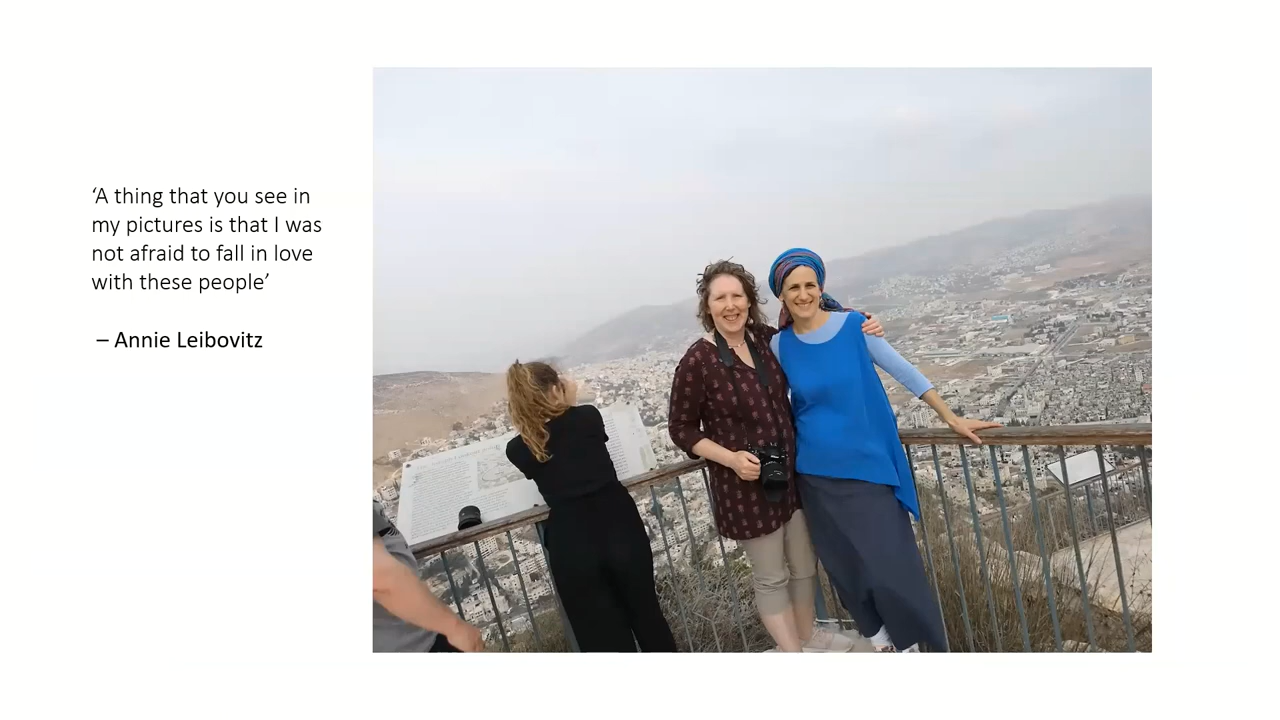 ‘A thing that you see in
my pictures is that I was
not afraid to fall in love
with these people’
– Annie Leibovitz